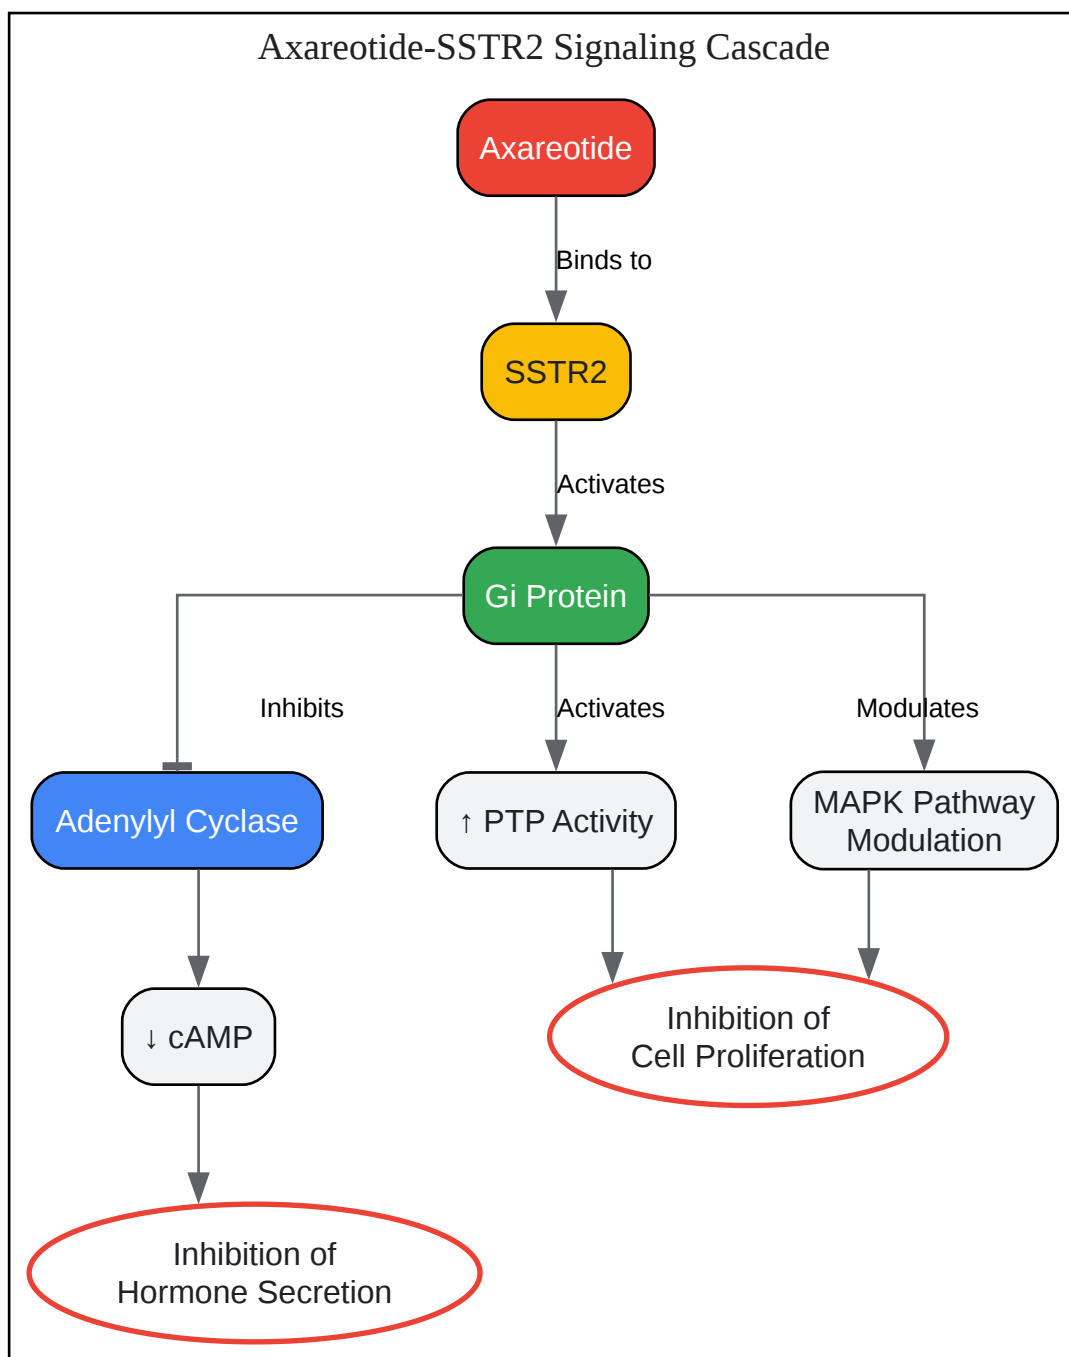 Axareotide-SSTR2 Signaling Cascade
Axareotide
Binds to
SSTR2
Activates
Gi Protein
Inhibits
Activates
Modulates
Adenylyl Cyclase
↑ PTP Activity
MAPK Pathway
Modulation
↓ cAMP
Inhibition of
Cell Proliferation
Inhibition of
Hormone Secretion